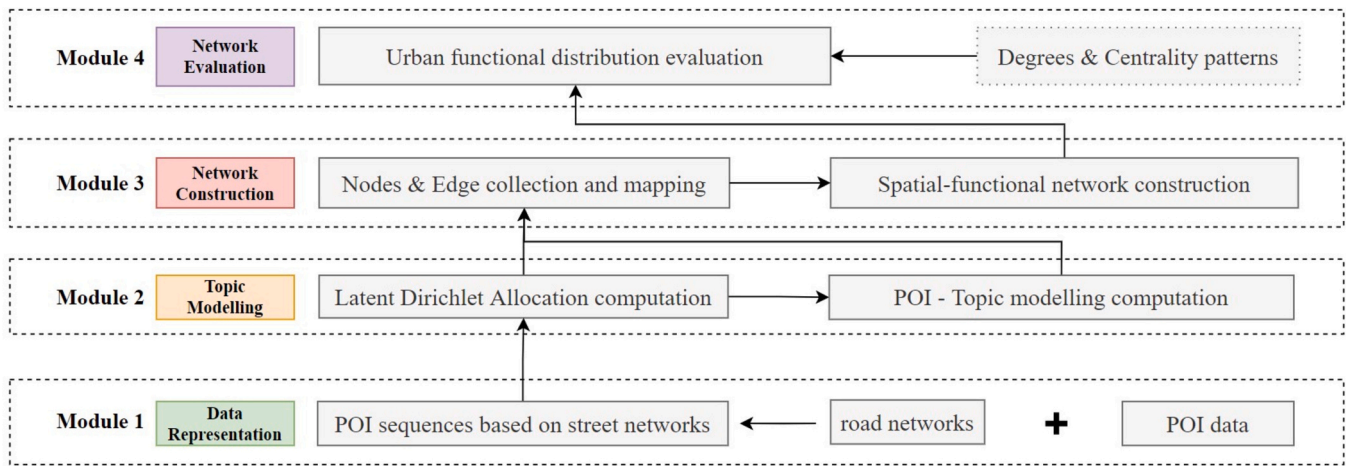 Module 4
Network
Evaluation
Urban functional distribution evaluation
Degrees & Centrality patterns
Module 3
Network
Construction
Nodes & Edge collection and mapping
Spatial-functional network construction
Module 2
Topic
Modelling
Latent Dirichlet Allocation computation
POI - Topic modelling computation
Module 1
Data
Representation
POI sequences based on street networks
road networks
+
POI data